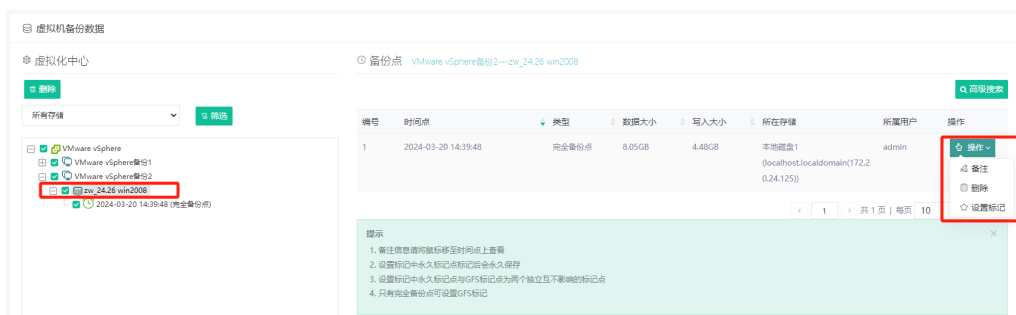 虚拟机备份数据
虚拟化中心
删除
所有存储
筛选
VMware vSphere
VMware vSphere备份1
VMware vSphere备份2
zw_24.26 win2008
2024-03-20 14:39:48 (完全备份点)
备份点 VMware vSphere备份2---zw_24.26 win2008
高级搜索
编号 时间点 类型 数据大小 写入大小 所在存储 所属用户 操作
1 2024-03-20 14:39:48 完全备份点 8.05GB 4.48GB 本地磁盘1 admin 操作
(localhost.localdomain(172.2
0.24.125))
备注
删除
设置标记
1 共 1 页 | 每页 10
提示
1. 备注信息请将鼠标移至时间点上查看
2. 设置标记中永久标记点标记后会永久保存
3. 设置标记中永久标记点与GFS标记点为两个独立互不影响的标记点
4. 只有完全备份点可设置GFS标记